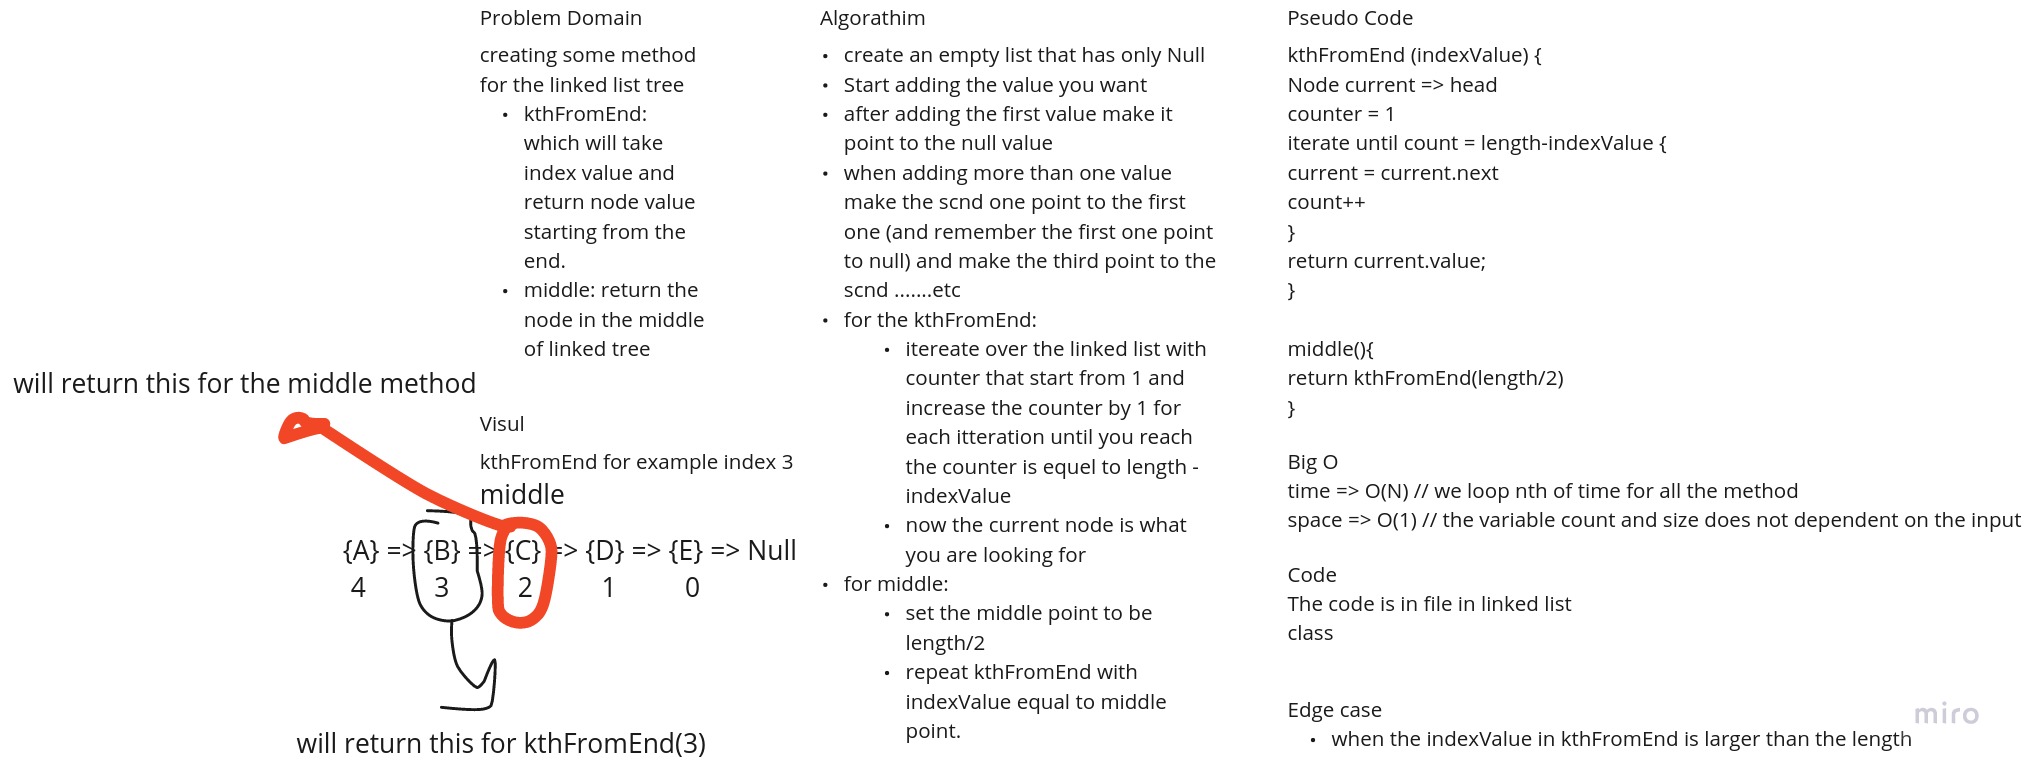 Problem Domain
creating some method
for the linked list tree
• kthFromEnd:
which will take
index value and
return node value
starting from the
end.
• middle: return the
node in the middle
of linked tree
will return this for the middle method
Visul
kthFromEnd for example index 3
middle
{A} => {B} => {C} => {D} => {E} => Null
4 3 2 1 0
will return this for kthFromEnd(3)
Algorathim
• create an empty list that has only Null
• Start adding the value you want
• after adding the first value make it
point to the null value
• when adding more than one value
make the scnd one point to the first
one (and remember the first one point
to null) and make the third point to the
scnd .......etc
• for the kthFromEnd:
• itereate over the linked list with
counter that start from 1 and
increase the counter by 1 for
each itteration until you reach
the counter is equel to length -
indexValue
• now the current node is what
you are looking for
• for middle:
• set the middle point to be
length/2
• repeat kthFromEnd with
indexValue equal to middle
point.
Pseudo Code
kthFromEnd (indexValue) {
Node current => head
counter = 1
iterate until count = length-indexValue {
current = current.next
count++
}
return current.value;
}
middle(){
return kthFromEnd(length/2)
}
Big O
time => O(N) // we loop nth of time for all the method
space => O(1) // the variable count and size does not dependent on the input
Code
The code is in file in linked list
class
Edge case
• when the indexValue in kthFromEnd is larger than the length
miro